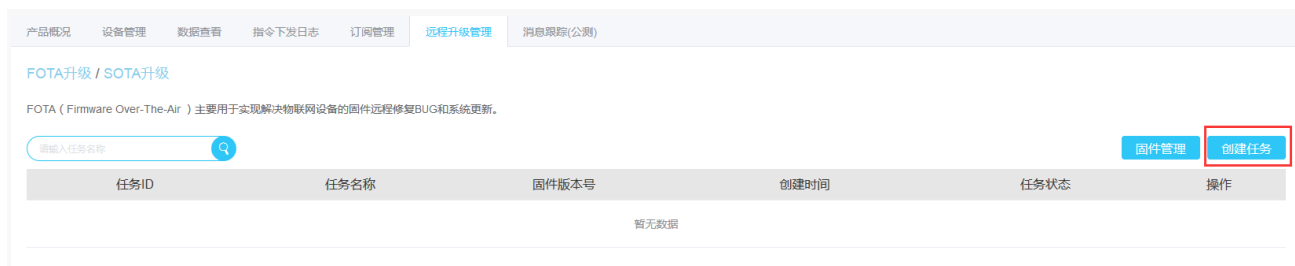 产品概况 设备管理 数据查看 指令下发日志 订阅管理 远程升级管理 消息跟踪(公测)
FOTA升级 / SOTA升级
FOTA（Firmware Over-The-Air ）主要用于实现解决物联网设备的固件远程修复BUG和系统更新。
请输入任务名称 固件管理 创建任务
任务ID 任务名称 固件版本号 创建时间 任务状态 操作
暂无数据